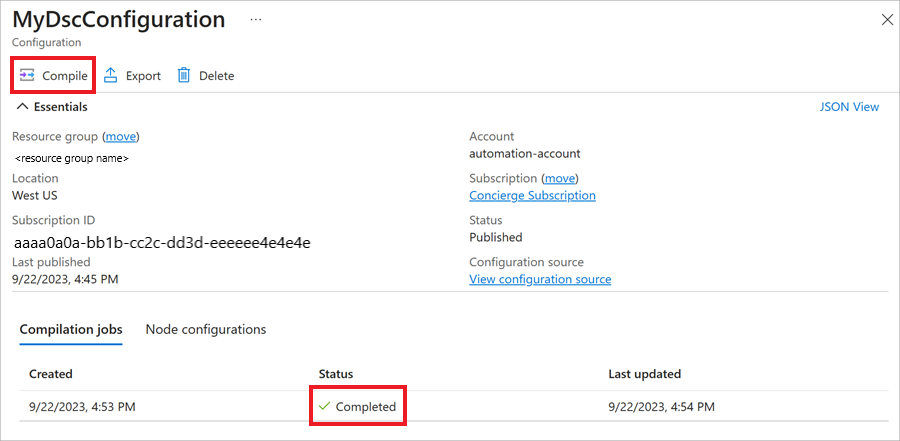 MyDscConfiguration ...
Configuration
Compile Export Delete
Essentials JSON View
Resource group (move) Account
<resource group name> automation-account
Location Subscription (move)
West US Concierge Subscription
Subscription ID Status
aaaa0a0a-bb1b-cc2c-dd3d-eeeeee4e4e4e Published
Last published Configuration source
9/22/2023, 4:45 PM View configuration source
Compilation jobs Node configurations
Created Status Last updated
9/22/2023, 4:53 PM Completed 9/22/2023, 4:54 PM